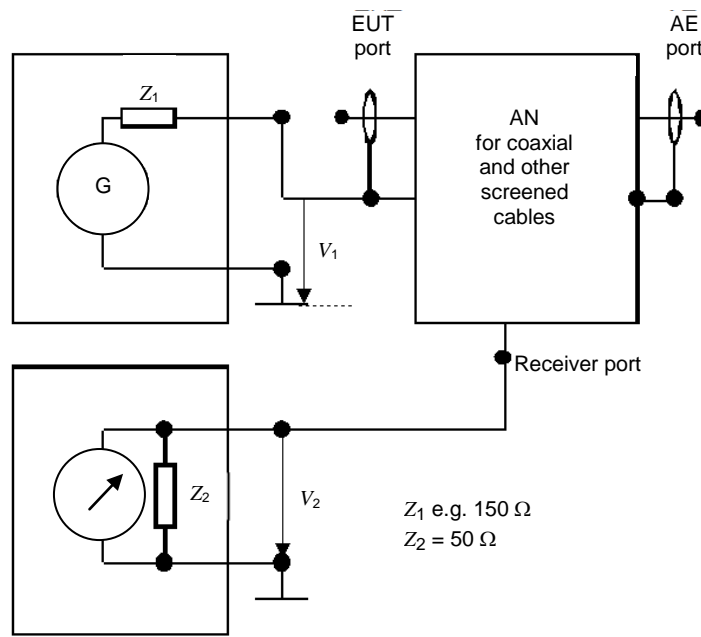 EUT
port
AE
port
Z1
AN
for coaxial
and other
screened
cables
G
V1
Receiver port
Z2
V2
Z1 e.g. 150 Ω
Z2 = 50 Ω